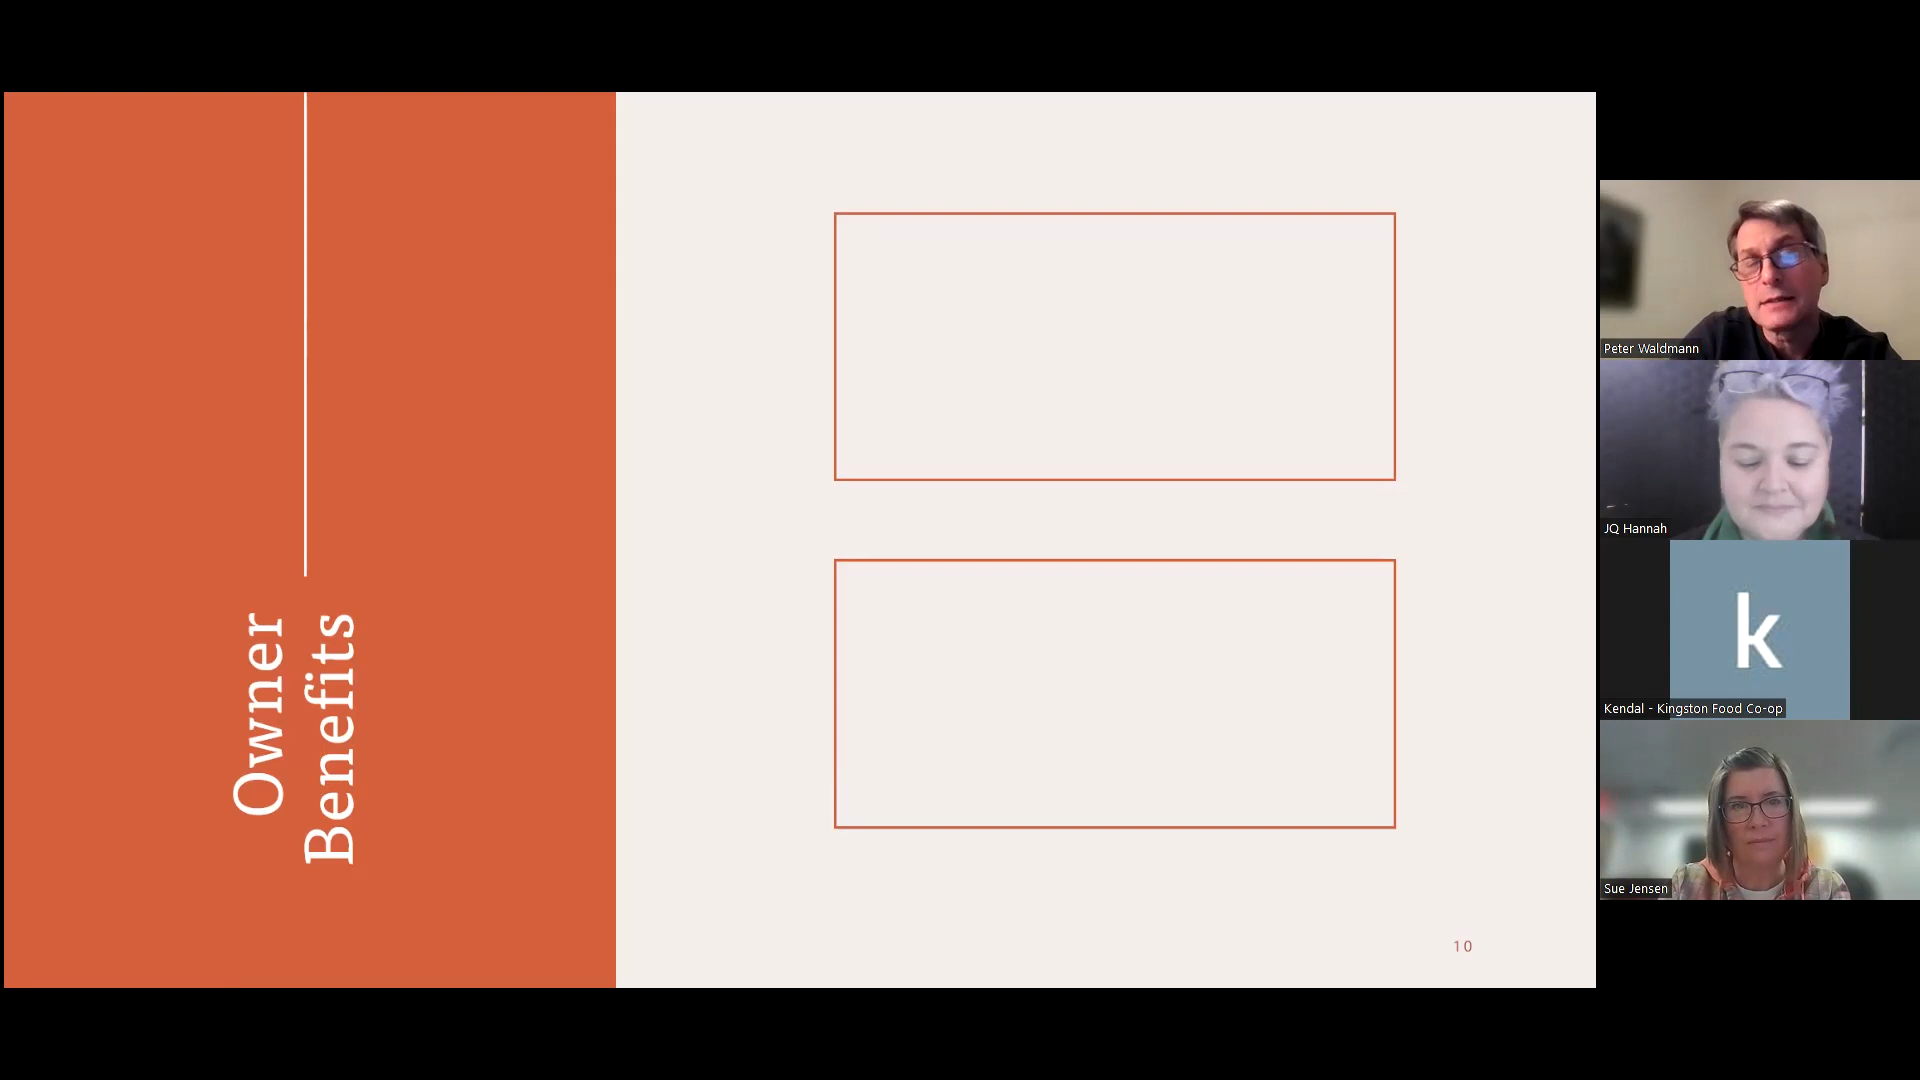 Owner
Benefits
10
Peter Waldmann
JQ Hannah
k
Kendal - Kingston Food Co-op
Sue Jensen